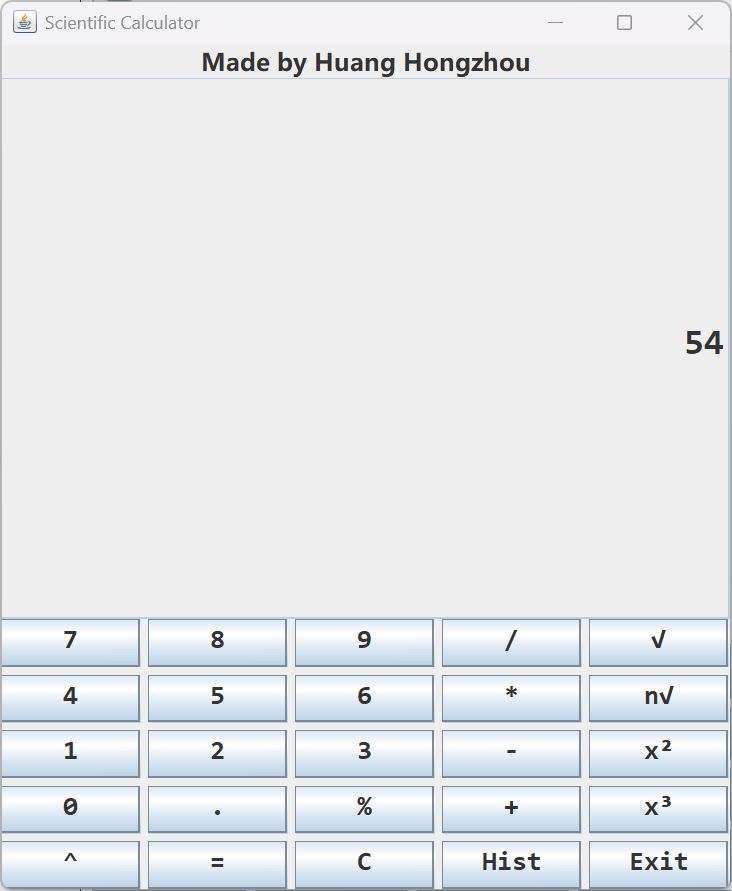 Scientific Calculator
Made by Huang Hongzhou
54
7 8 9 / √
4 5 6 * n√
1 2 3 - x²
0 . % + x³
^ = C Hist Exit